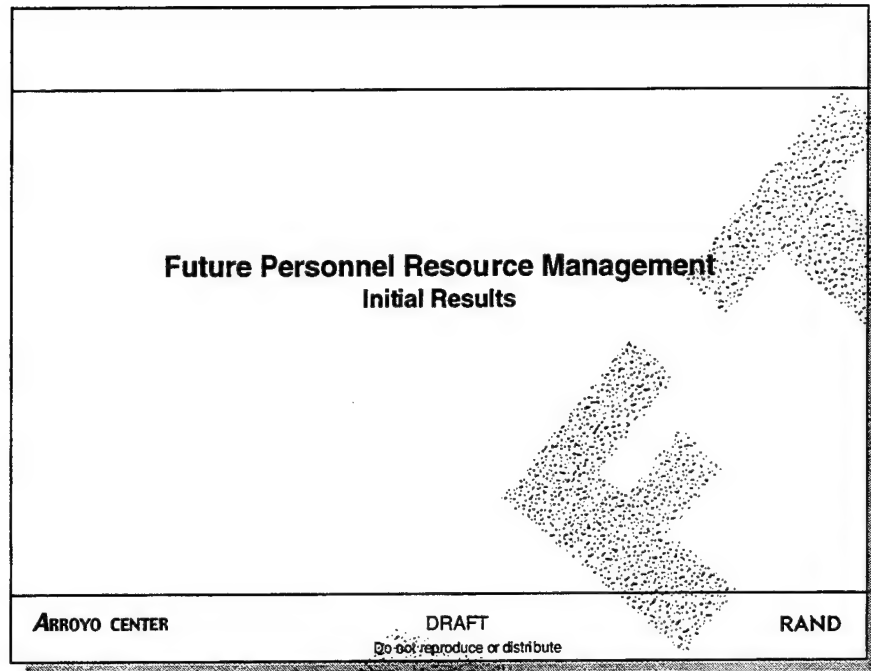 Future Personnel Resource Management
Initial Results
ARROYO CENTER
DRAFT
RAND
Do not reproduce or distribute